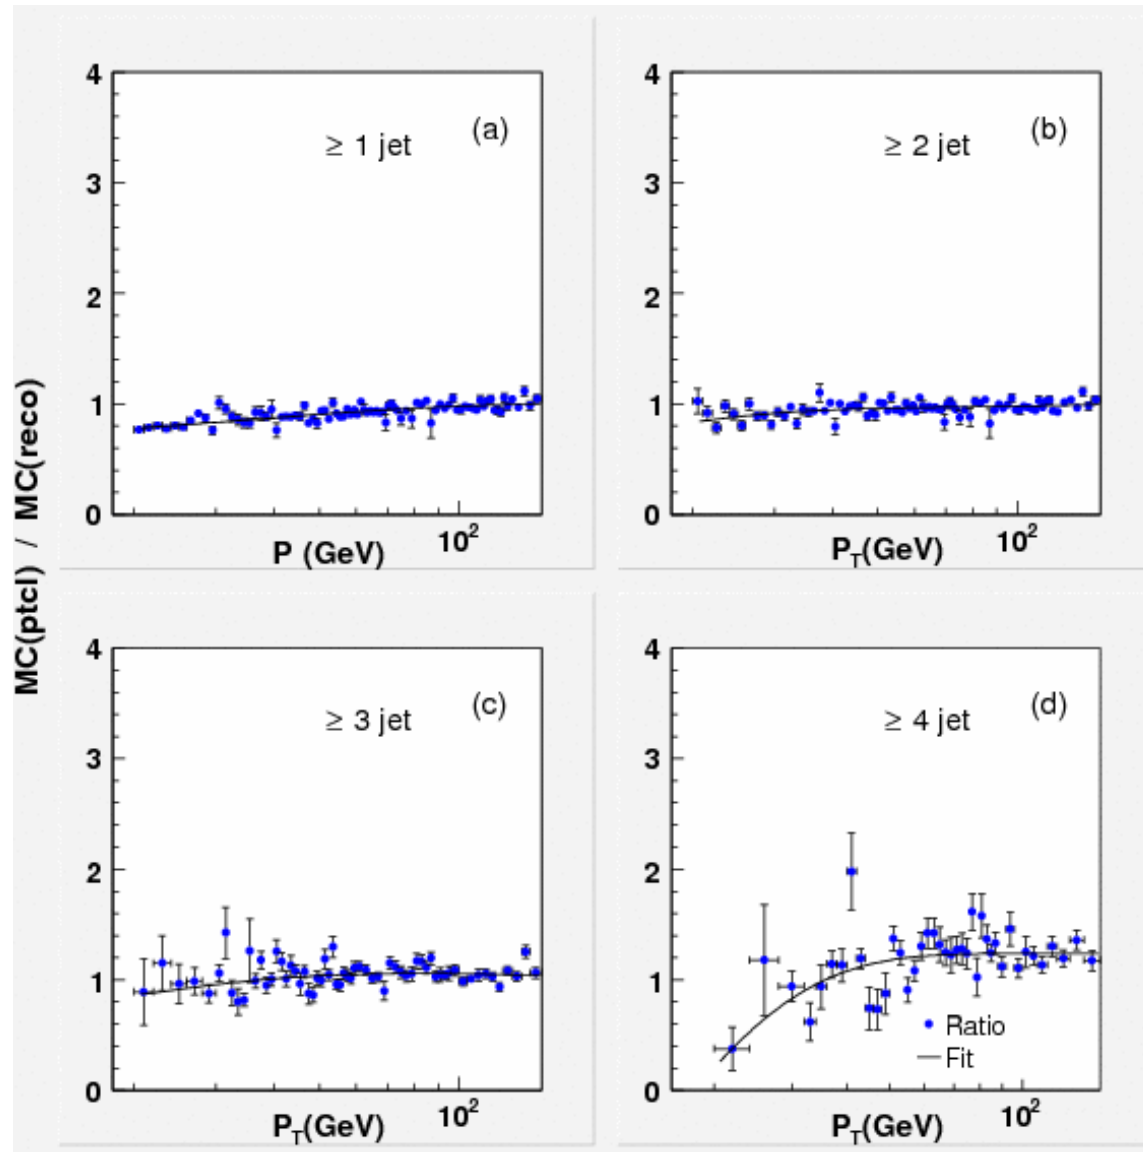 MC(ptcl) / MC(reco)
4
3
2
1
0
≥ 1 jet
(a)
P (GeV)
10²
4
3
2
1
0
≥ 2 jet
(b)
P_T(GeV)
10²
4
3
2
1
0
≥ 3 jet
(c)
P_T(GeV)
10²
4
3
2
1
0
≥ 4 jet
(d)
Ratio
Fit
P_T(GeV)
10²